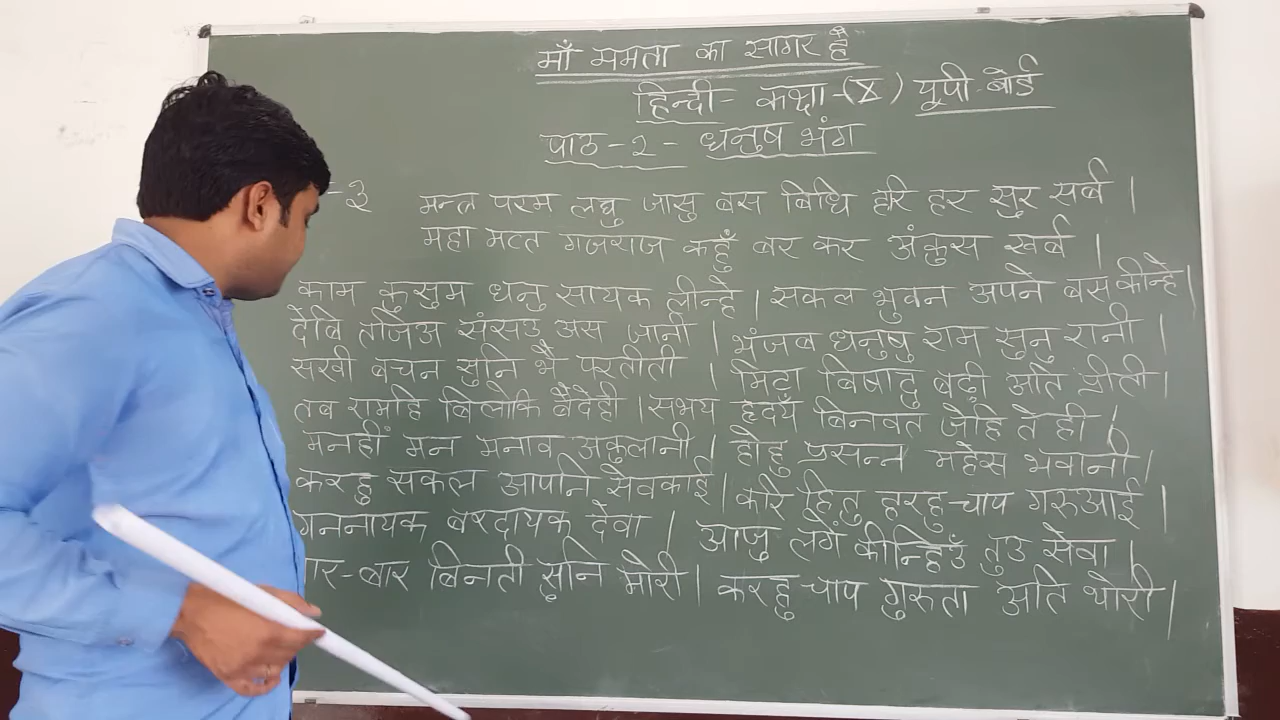 माँ ममता का सागर है
हिन्दी- कक्षा-(X) यूपी बोर्ड
पाठ-२- धनुष भंग
-३ मन्त्र परम लघु जासु बस बिधि हरि हर सुर सर्ब ।
महा मत्त गजराज कहुँ बर कर अंकुस खर्ब ।
काम कुसुम धनु सायक लीन्हे । सकल भुवन अपने बस कीन्हे ।
देबि तजिअ संसउ अस जानी । भंजब धनुषु राम सुनु रानी ।
सखी बचन सुनि भै परतीती । मिटा बिषादु बढ़ी अति प्रीती ।
तब रामहि बिलोकि बैदेही । सभय हृदयँ बिनवत जेहि ते ही ।
मनहीं मन मनाव अकुलानी । होहु प्रसन्न महेस भवानी ।
करहु सकल आपनि सेवकाई । करि हितु हरहु चाप गरुआई ।
गननायक बरदायक देवा । आजु लगें कीन्हिउँ तुउ सेवा ।
बार-बार बिनती सुनि मोरी । करहु चाप गुरुता अति थोरी ।